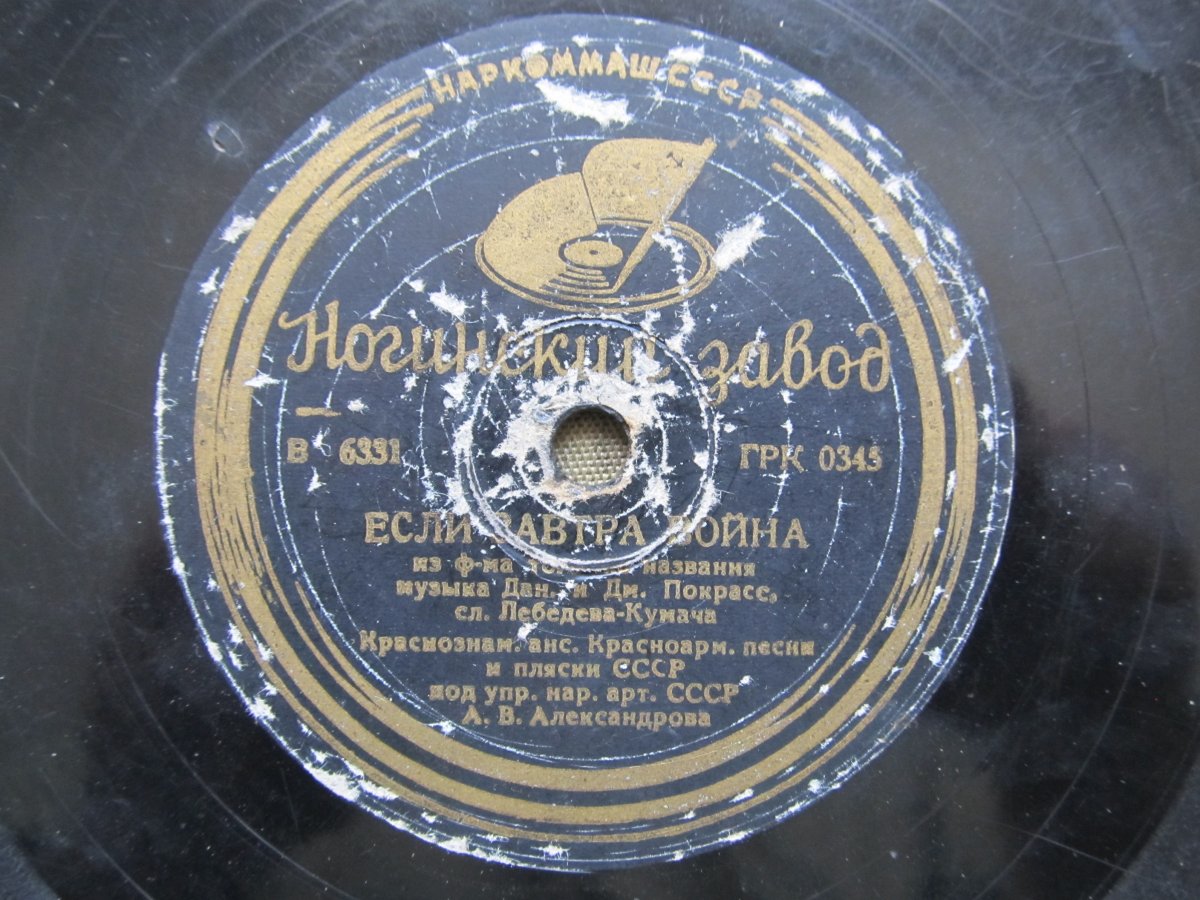 НАРКОММАШ.СССР
Ногинский завод
В 6331 ГРК 0345
ЕСЛИ ЗАВТРА ВОЙНА
из ф-ма названия
музыка Дан. и Дм. Покрасс,
сл. Лебедева-Кумача
Краснознам. анс. Красноарм. песни
и пляски СССР
под упр. нар. арт. СССР
А. В. Александрова